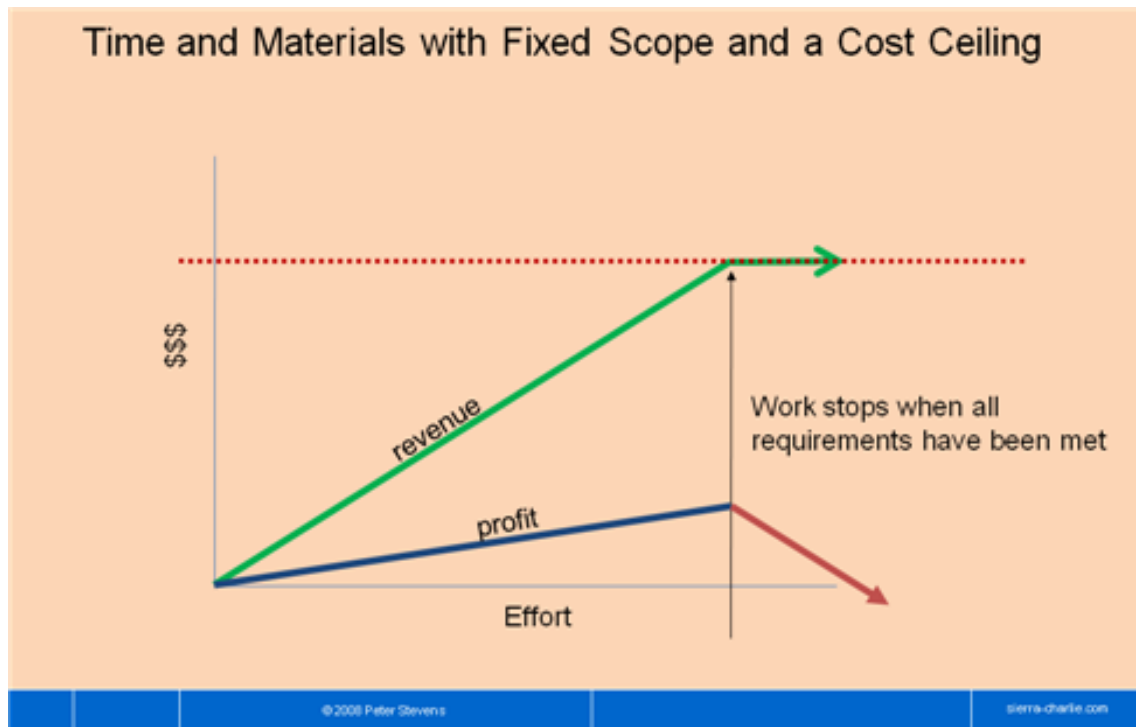 Time and Materials with Fixed Scope and a Cost Ceiling
$$$
revenue
Work stops when all
requirements have been met
profit
Effort
© 2008 Peter Stevens
sierra-charlie.com